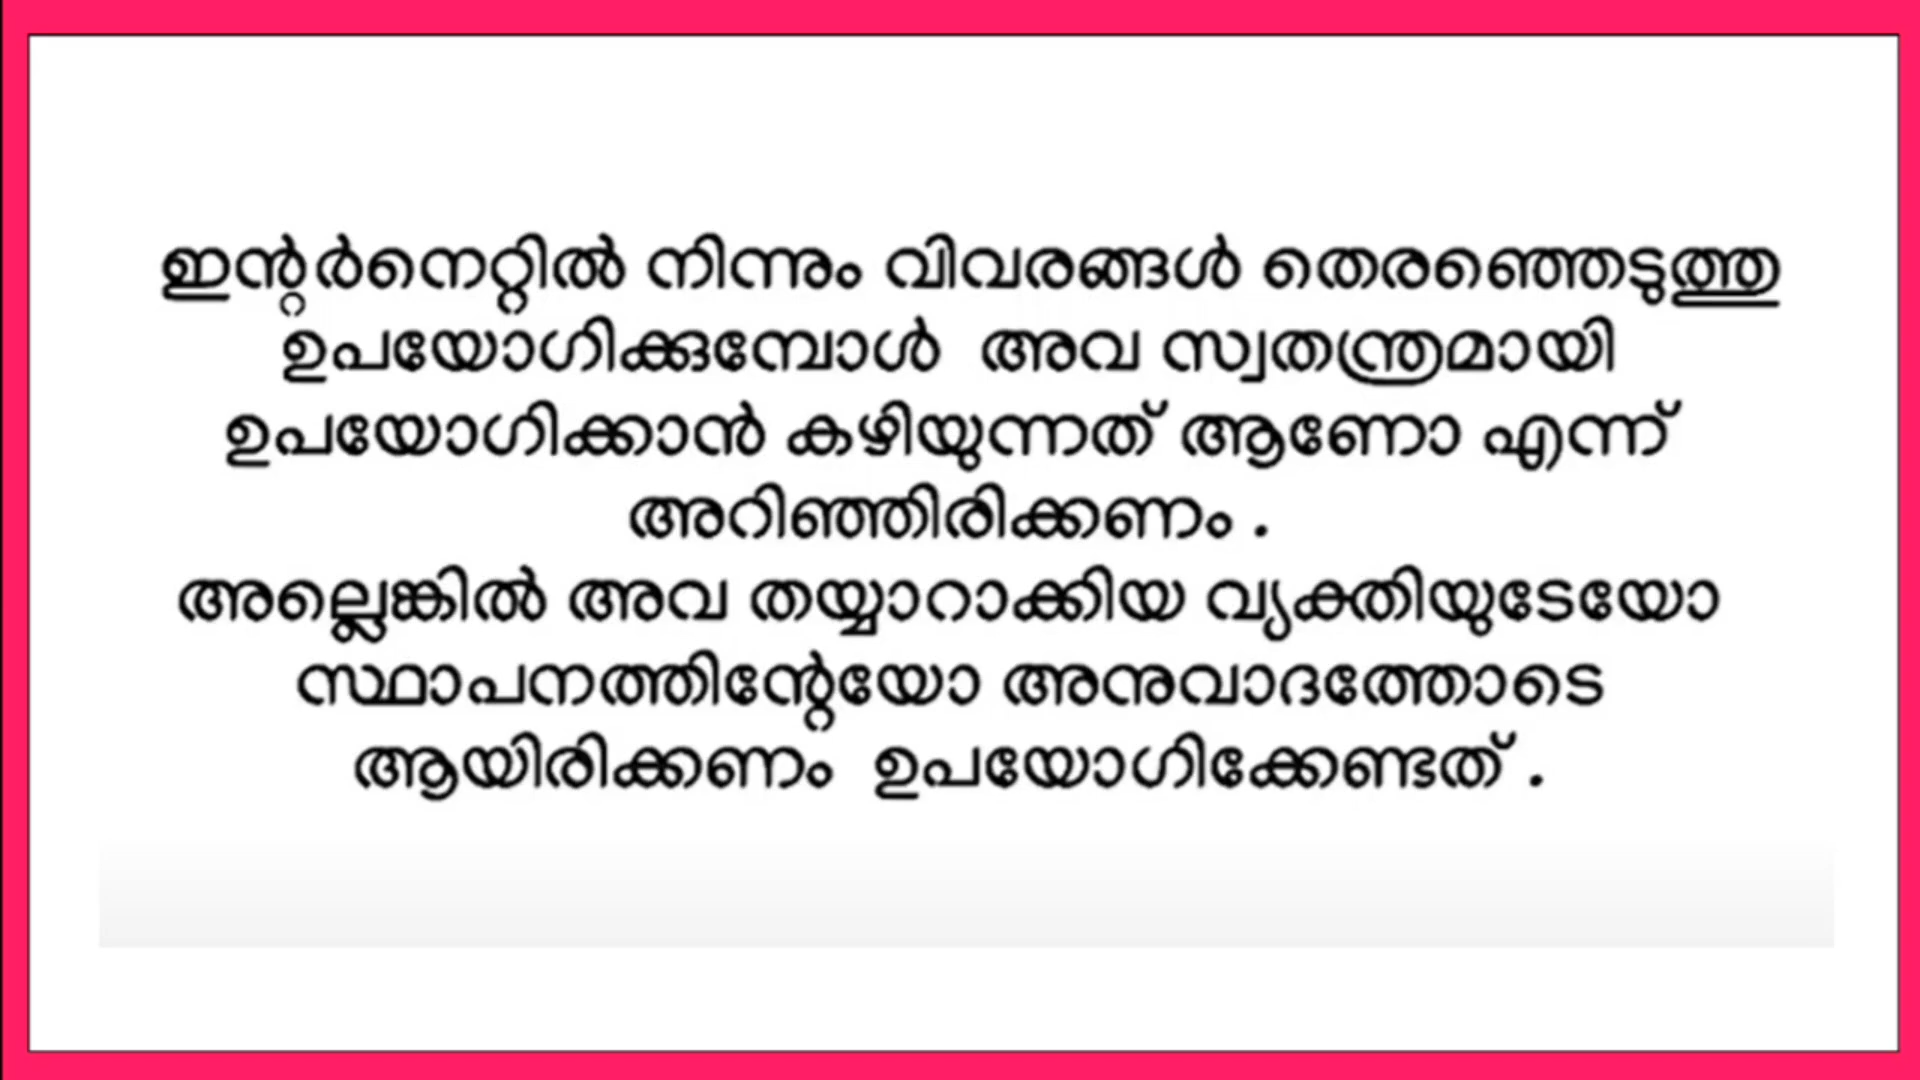 ഇന്റർനെറ്റിൽ നിന്നും വിവരങ്ങൾ തെരഞ്ഞെടുത്തു
ഉപയോഗിക്കുമ്പോൾ അവ സ്വതന്ത്രമായി
ഉപയോഗിക്കാൻ കഴിയുന്നത് ആണോ എന്ന്
അറിഞ്ഞിരിക്കണം .
അല്ലെങ്കിൽ അവ തയ്യാറാക്കിയ വ്യക്തിയുടേയോ
സ്ഥാപനത്തിന്റേയോ അനുവാദത്തോടെ
ആയിരിക്കണം ഉപയോഗിക്കേണ്ടത് .